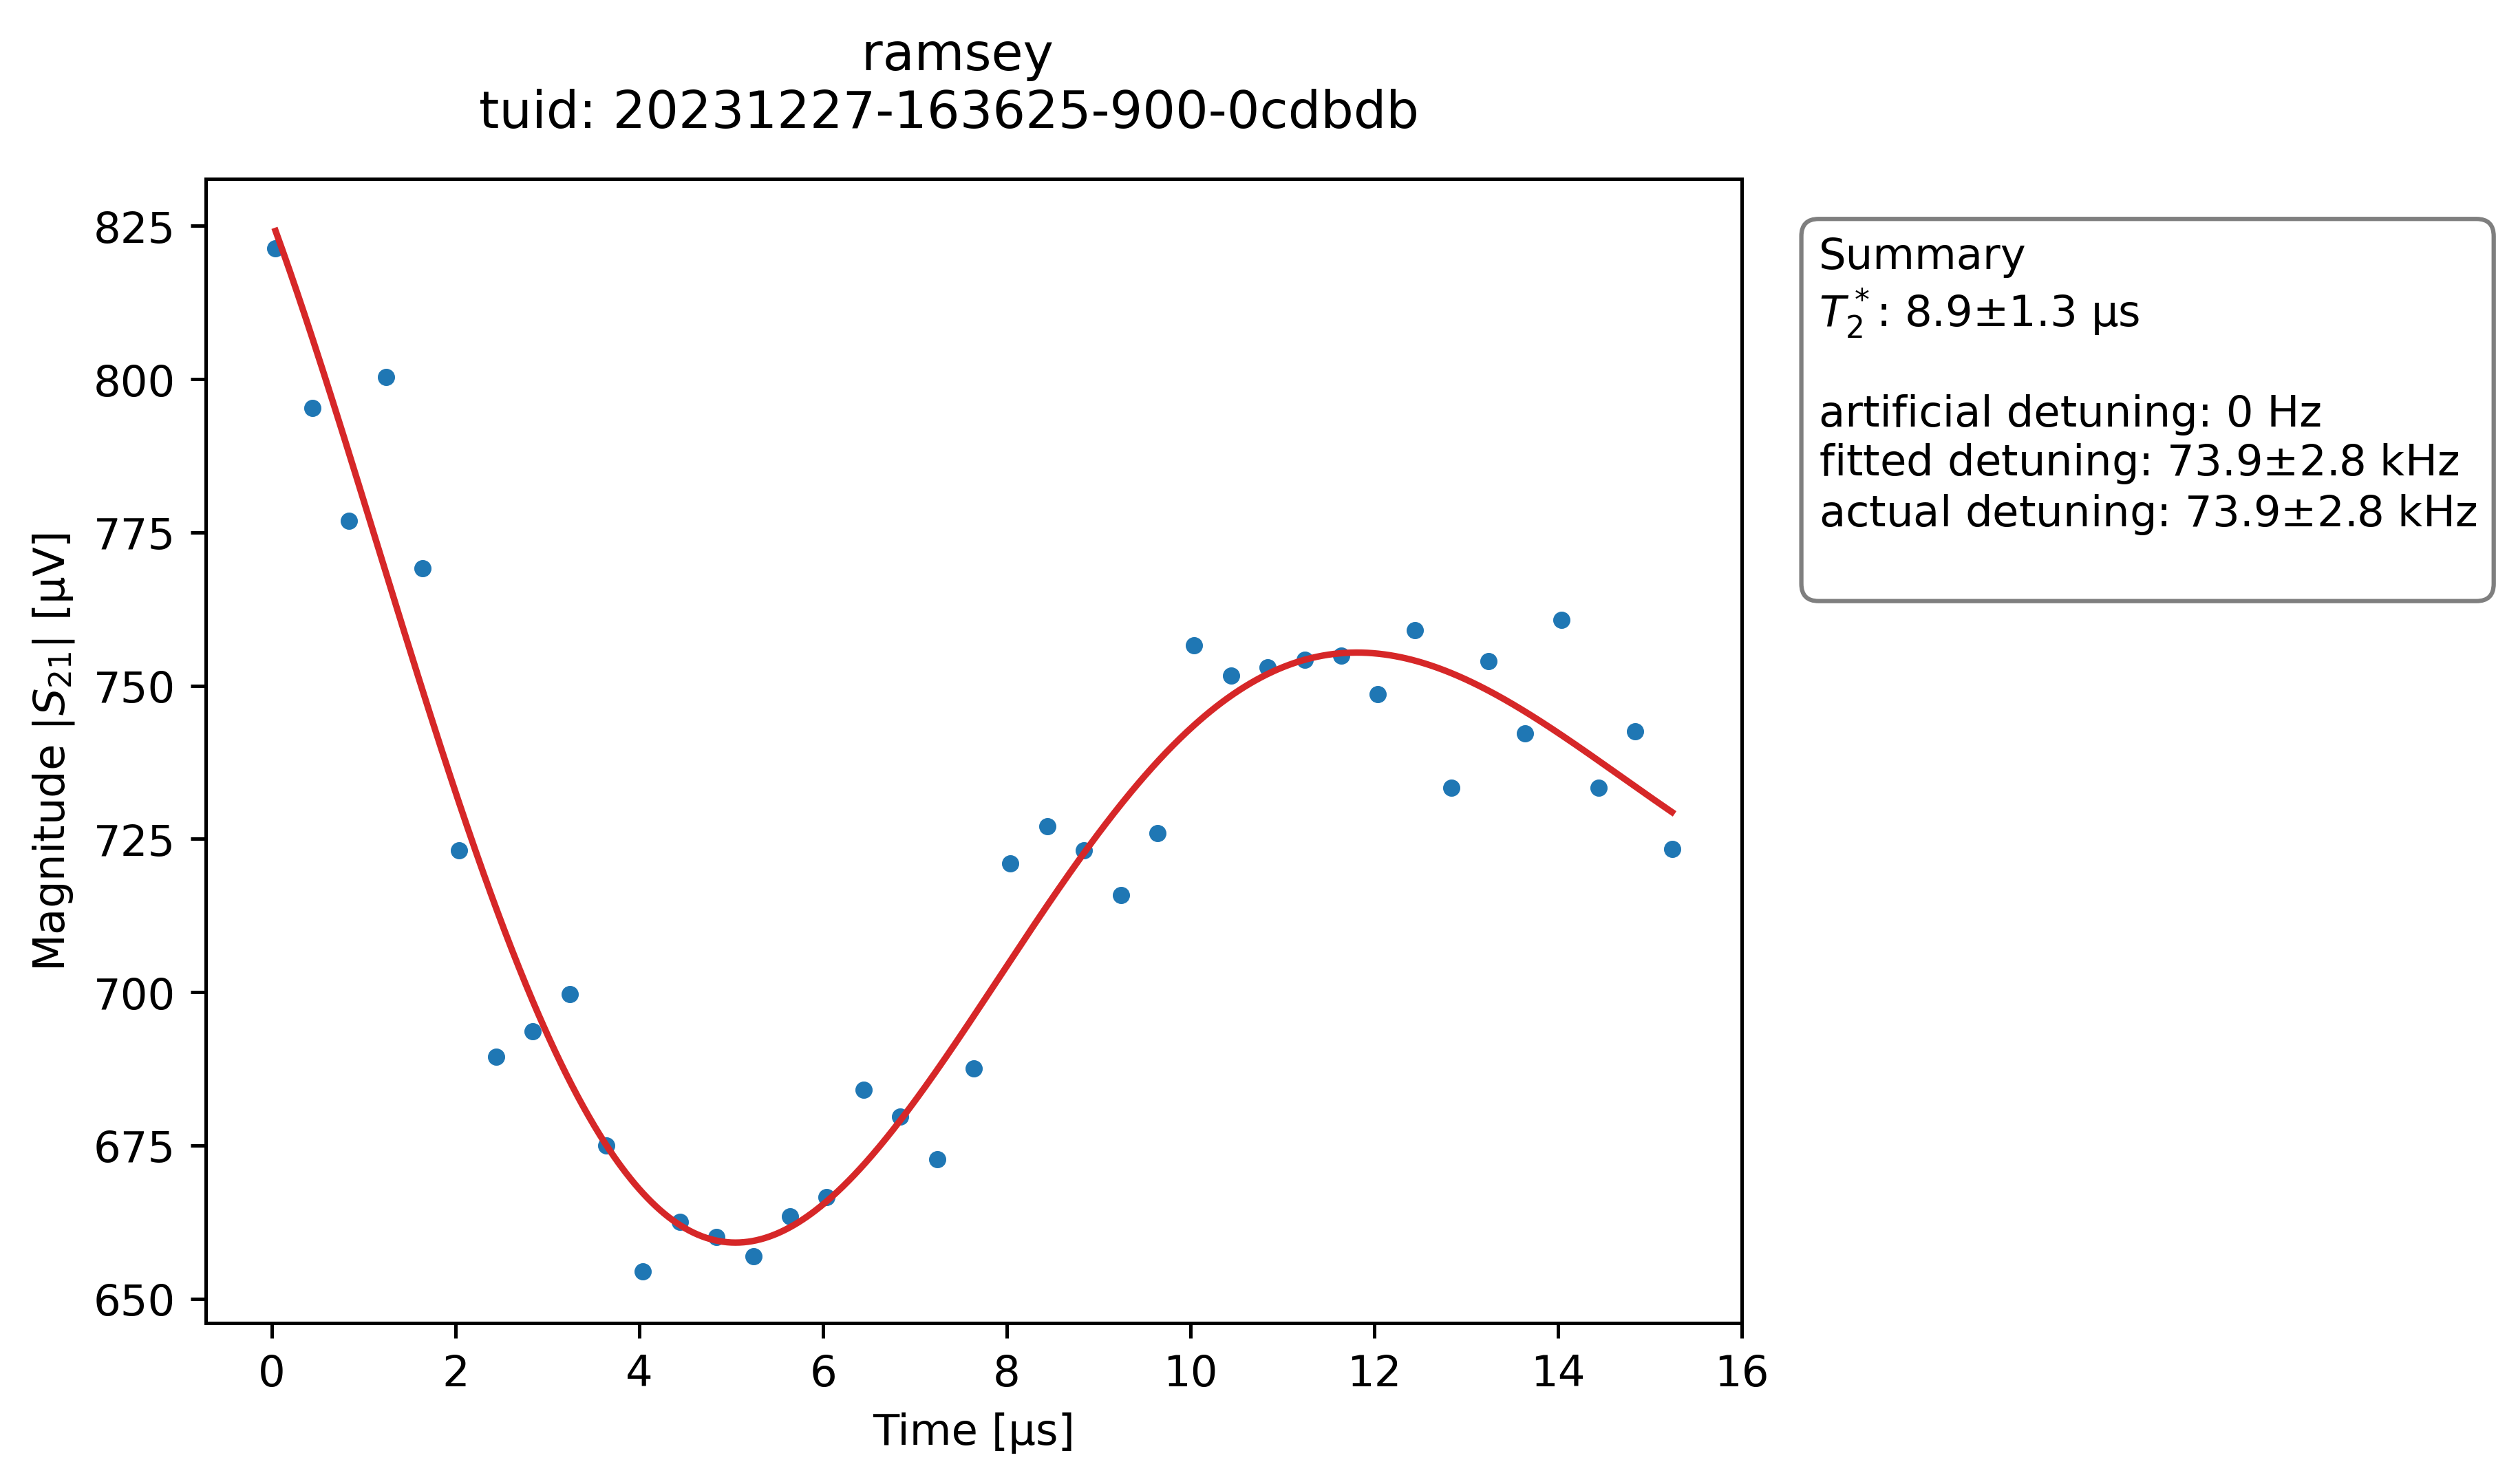 ramsey
tuid: 20231227-163625-900-0cdbdb
Magnitude |S21| [µV]
825
800
775
750
725
700
675
650
0 2 4 6 8 10 12 14 16
Time [µs]
Summary
T2*: 8.9±1.3 µs
artificial detuning: 0 Hz
fitted detuning: 73.9±2.8 kHz
actual detuning: 73.9±2.8 kHz